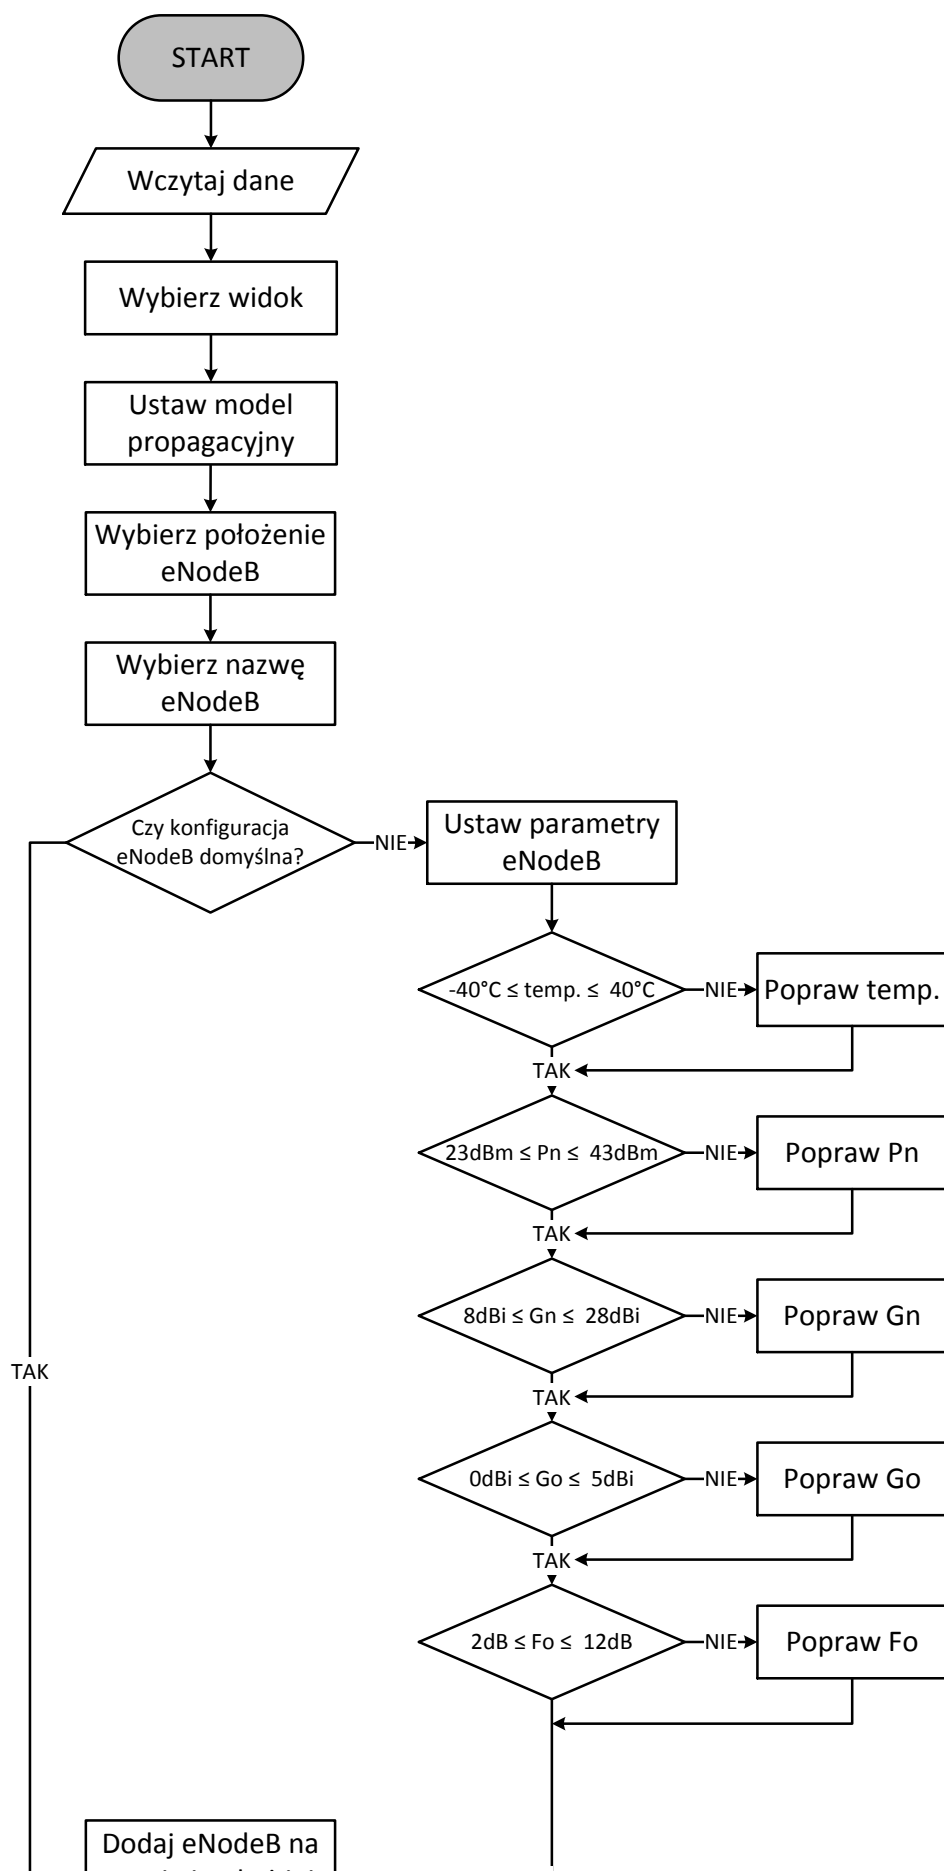 START
Wczytaj dane
Wybierz widok
Ustaw model
propagacyjny
Wybierz położenie
eNodeB
Wybierz nazwę
eNodeB
Czy konfiguracja
eNodeB domyślna?
NIE
Ustaw parametry
eNodeB
-40°C ≤ temp. ≤ 40°C
NIE
Popraw temp.
TAK
23dBm ≤ Pn ≤ 43dBm
NIE
Popraw Pn
TAK
8dBi ≤ Gn ≤ 28dBi
NIE
Popraw Gn
TAK
TAK
0dBi ≤ Go ≤ 5dBi
NIE
Popraw Go
TAK
2dB ≤ Fo ≤ 12dB
NIE
Popraw Fo
Dodaj eNodeB na